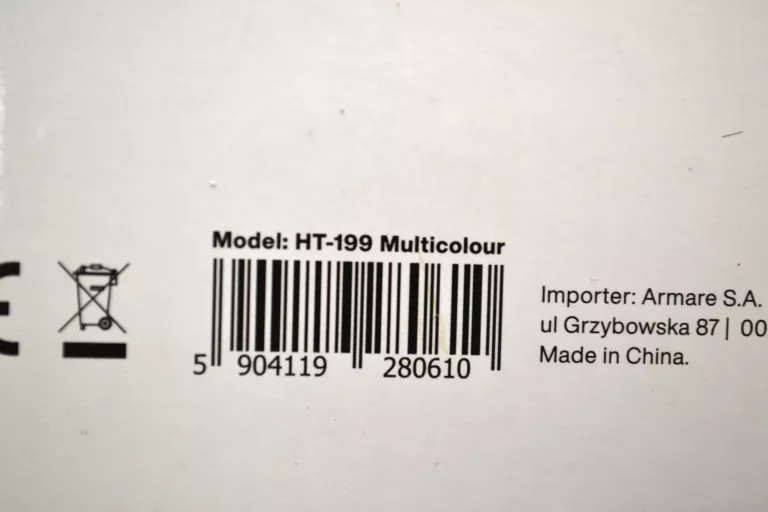 Model: HT-199 Multicolour
5 904119 280610
Importer: Armare S.A.
ul Grzybowska 87 | 00
Made in China.